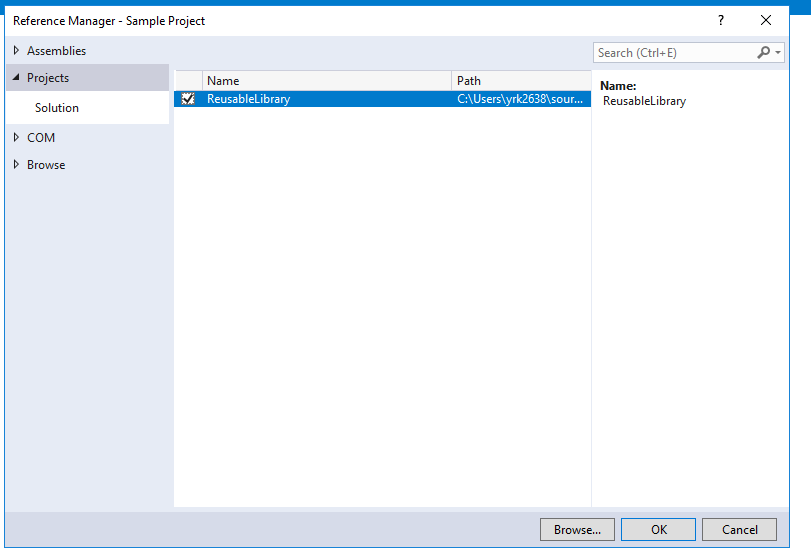 Reference Manager - Sample Project
?
Assemblies
Projects
Solution
COM
Browse
Search (Ctrl+E)
Name Path
ReusableLibrary C:\Users\yrk2638\sour...
Name:
ReusableLibrary
Browse... OK Cancel